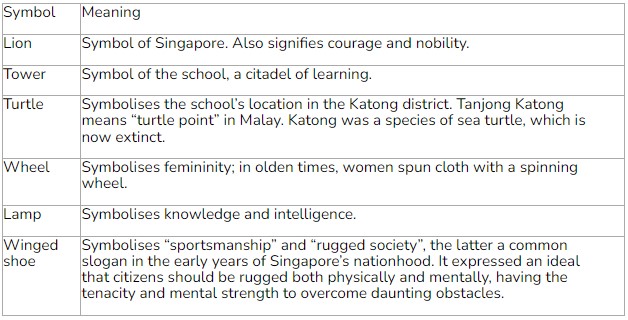 Symbol Meaning
Lion Symbol of Singapore. Also signifies courage and nobility.
Tower Symbol of the school, a citadel of learning.
Turtle Symbolises the school’s location in the Katong district. Tanjong Katong
means “turtle point” in Malay. Katong was a species of sea turtle, which is
now extinct.
Wheel Symbolises femininity; in olden times, women spun cloth with a spinning
wheel.
Lamp Symbolises knowledge and intelligence.
Winged Symbolises “sportsmanship” and “rugged society”, the latter a common
shoe slogan in the early years of Singapore’s nationhood. It expressed an ideal
that citizens should be rugged both physically and mentally, having the
tenacity and mental strength to overcome daunting obstacles.